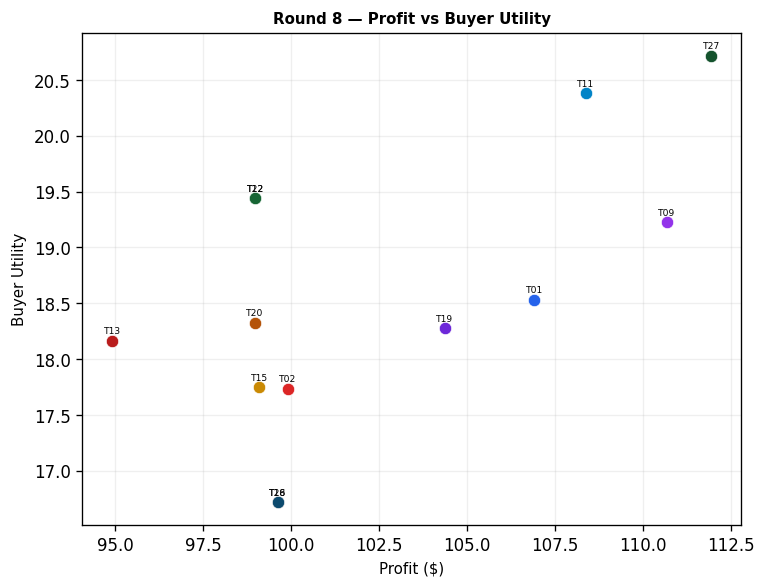 Round 8 — Profit vs Buyer Utility
T27
T11
T09
T01
T20
T19
T13
T15
T02
Buyer Utility
20.5
20.0
19.5
19.0
18.5
18.0
17.5
17.0
95.0 97.5 100.0 102.5 105.0 107.5 110.0 112.5
Profit ($)